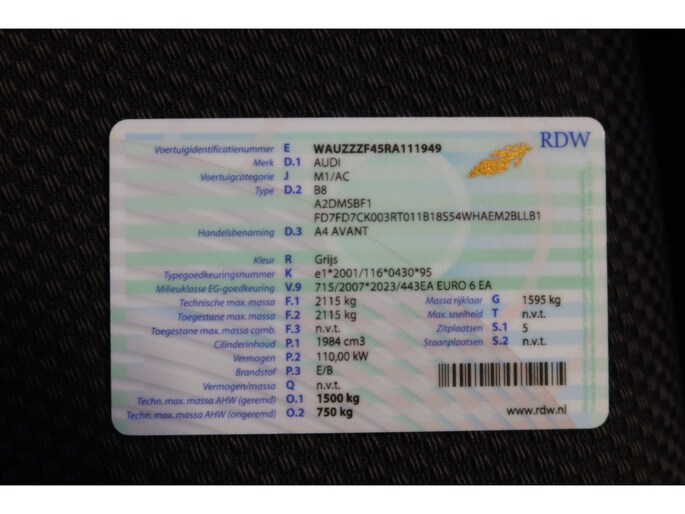 RDW
Voertuigidentificatienummer E WAUZZZF45RA111949
Merk D.1 AUDI
Voertuigcategorie J M1/AC
Type D.2 B8
A2DMSBF1
FD7FD7CK003RT011B18S54WHAEM2BLLB1
Handelsbenaming D.3 A4 AVANT
Kleur R Grijs
Typegoedkeuringsnummer K e1*2001/116*0430*95
Milieuklasse EG-goedkeuring V.9 715/2007*2023/443EA EURO 6 EA
Technische max. massa F.1 2115 kg Massa rijklaar G 1595 kg
Toegestane max. massa F.2 2115 kg Max. snelheid T n.v.t.
Toegestane max. massa comb. F.3 n.v.t. Zitplaatsen S.1 5
Cilinderinhoud P.1 1984 cm3 Staanplaatsen S.2 n.v.t.
Vermogen P.2 110,00 kW
Brandstof P.3 E/B
Vermogen/massa Q n.v.t.
Techn. max. massa AHW (geremd) O.1 1500 kg
Techn. max. massa AHW (ongeremd) O.2 750 kg
www.rdw.nl